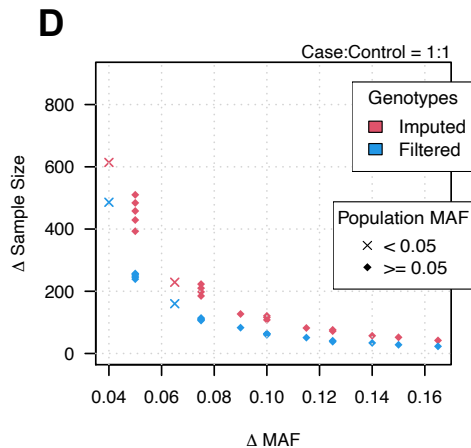 D
Case:Control = 1:1
Genotypes
Imputed
Filtered
Population MAF
< 0.05
>= 0.05
Δ Sample Size
800
600
400
200
0
0.04 0.06 0.08 0.10 0.12 0.14 0.16
Δ MAF